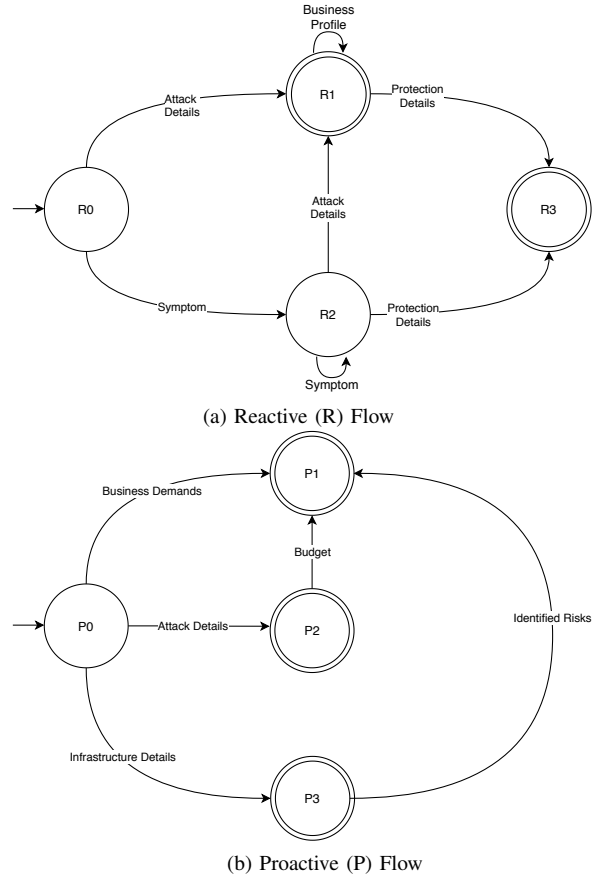 Business
Profile
R1
Attack
Details
Protection
Details
R0
Attack
Details
R3
Symptom
R2
Protection
Details
Symptom
(a) Reactive (R) Flow
P1
Business Demands
Budget
P0
Attack Details
P2
Identified Risks
Infrastructure Details
P3
(b) Proactive (P) Flow